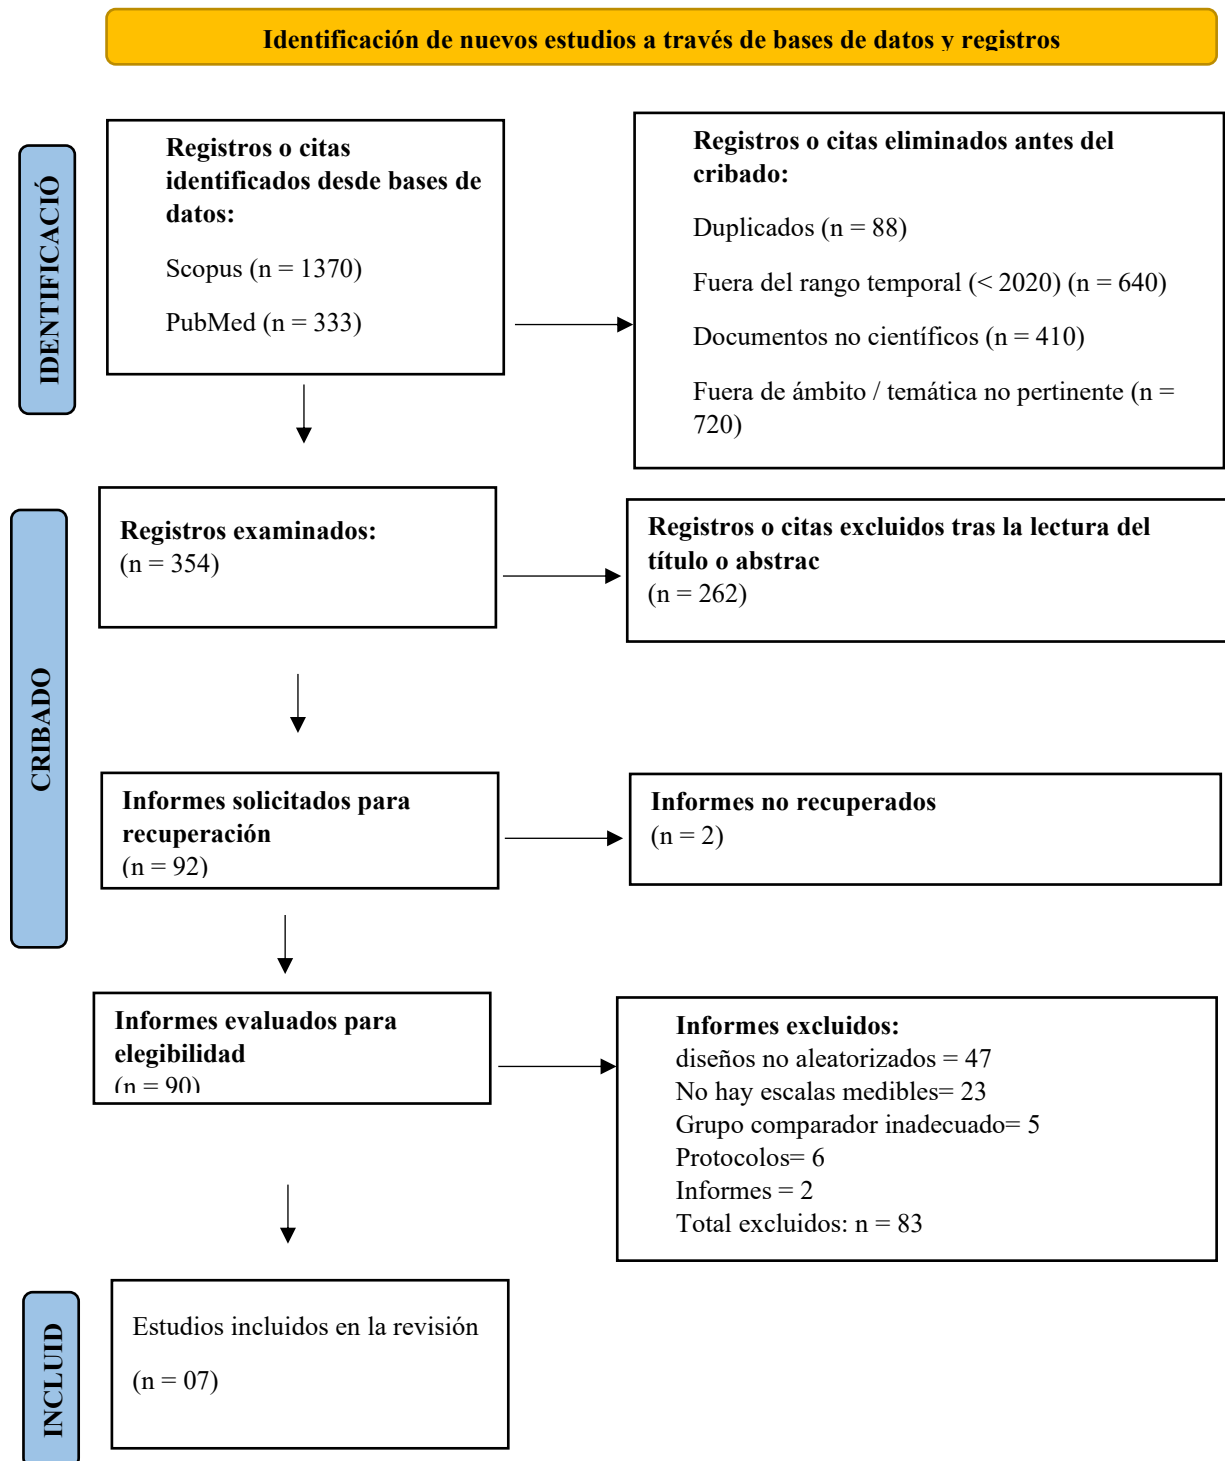 Identificación de nuevos estudios a través de bases de datos y registros
IDENTIFICACIÓ
Registros o citas
identificados desde bases de
datos:
Scopus (n = 1370)
PubMed (n = 333)
Registros o citas eliminados antes del
cribado:
Duplicados (n = 88)
Fuera del rango temporal (< 2020) (n = 640)
Documentos no científicos (n = 410)
Fuera de ámbito / temática no pertinente (n =
720)
CRIBADO
Registros examinados:
(n = 354)
Registros o citas excluidos tras la lectura del
título o abstrac
(n = 262)
Informes solicitados para
recuperación
(n = 92)
Informes no recuperados
(n = 2)
Informes evaluados para
elegibilidad
(n = 90)
Informes excluidos:
diseños no aleatorizados = 47
No hay escalas medibles= 23
Grupo comparador inadecuado= 5
Protocolos= 6
Informes = 2
Total excluidos: n = 83
INCLUID
Estudios incluidos en la revisión
(n = 07)